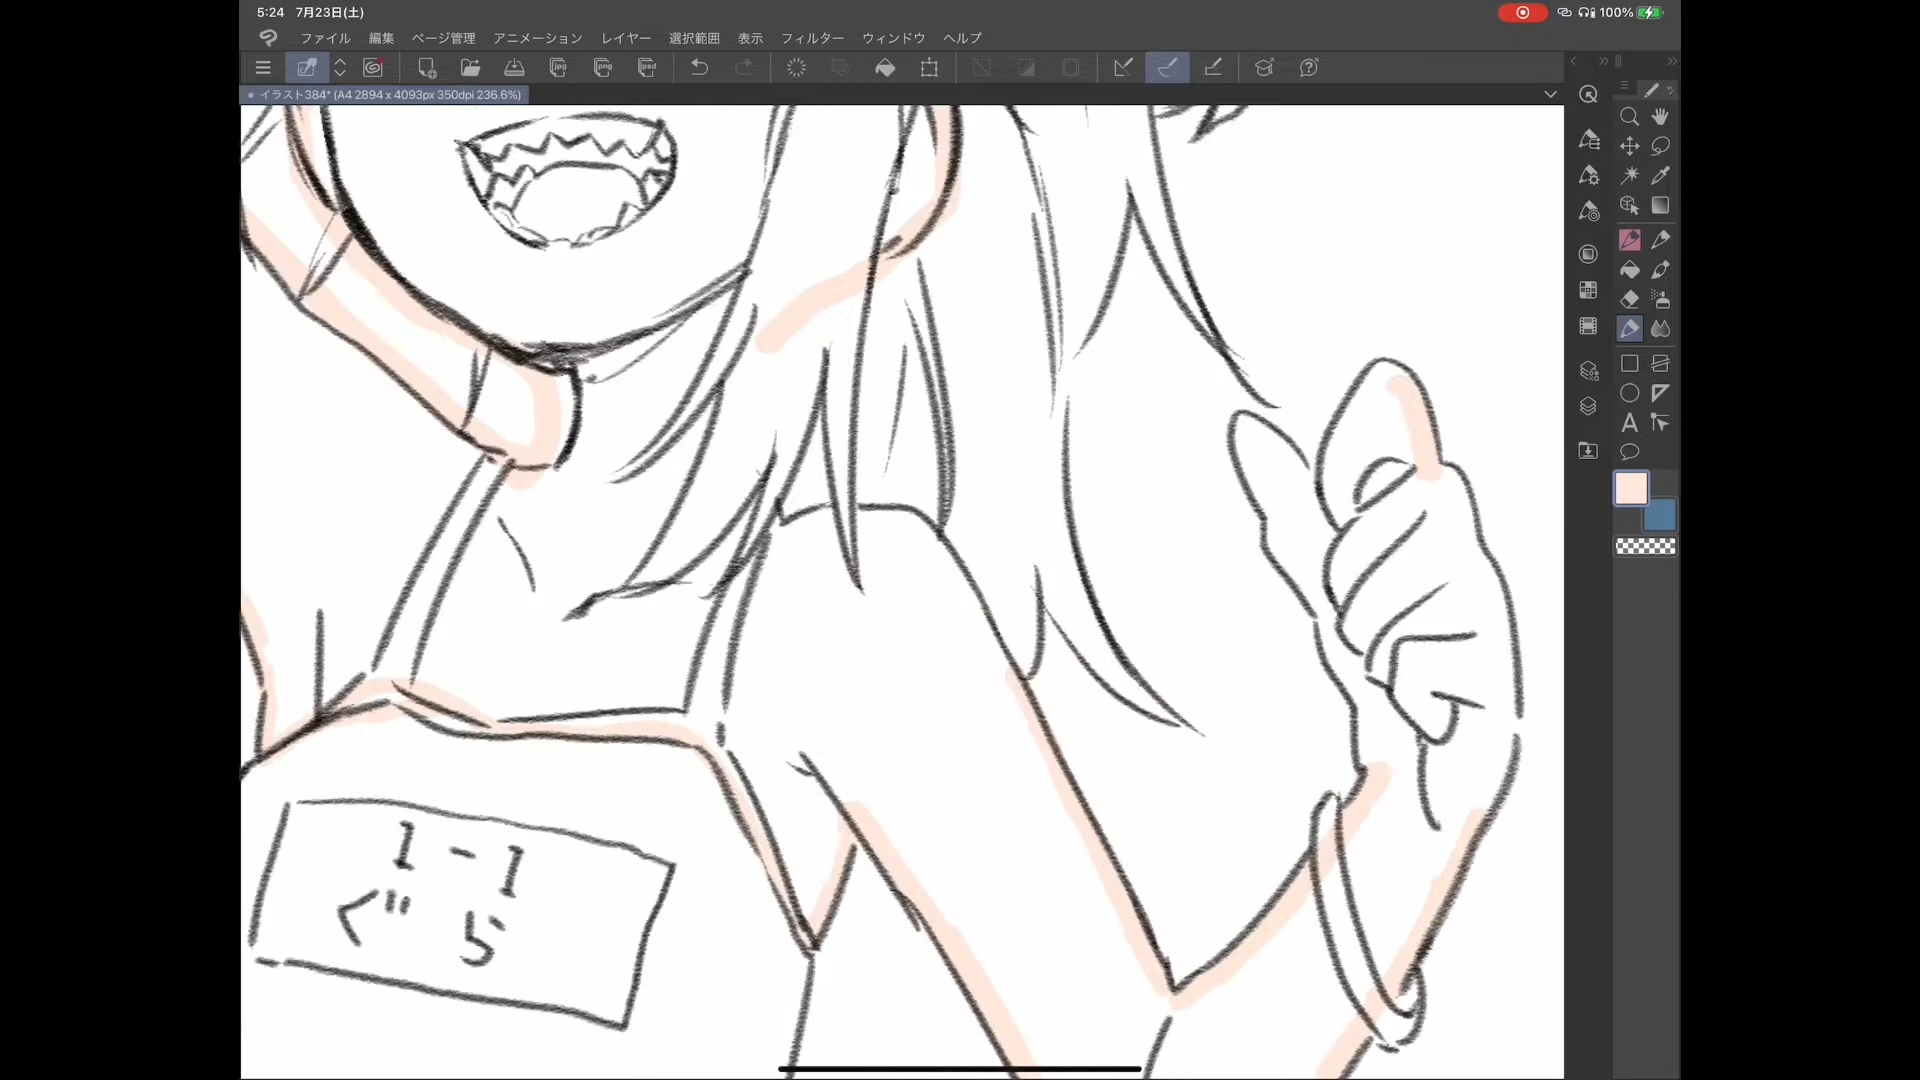 5:24 7月23日(土)
100%
ファイル 編集 ページ管理 アニメーション レイヤー 選択範囲 表示 フィルター ウィンドウ ヘルプ
jpg png psd
イラスト384* (A4 2894 x 4093px 350dpi 236.6%)
1-1
ぐら